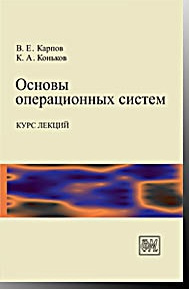 В. Е. Карпов
К. А. Коньков
Основы
операционных систем
КУРС ЛЕКЦИЙ